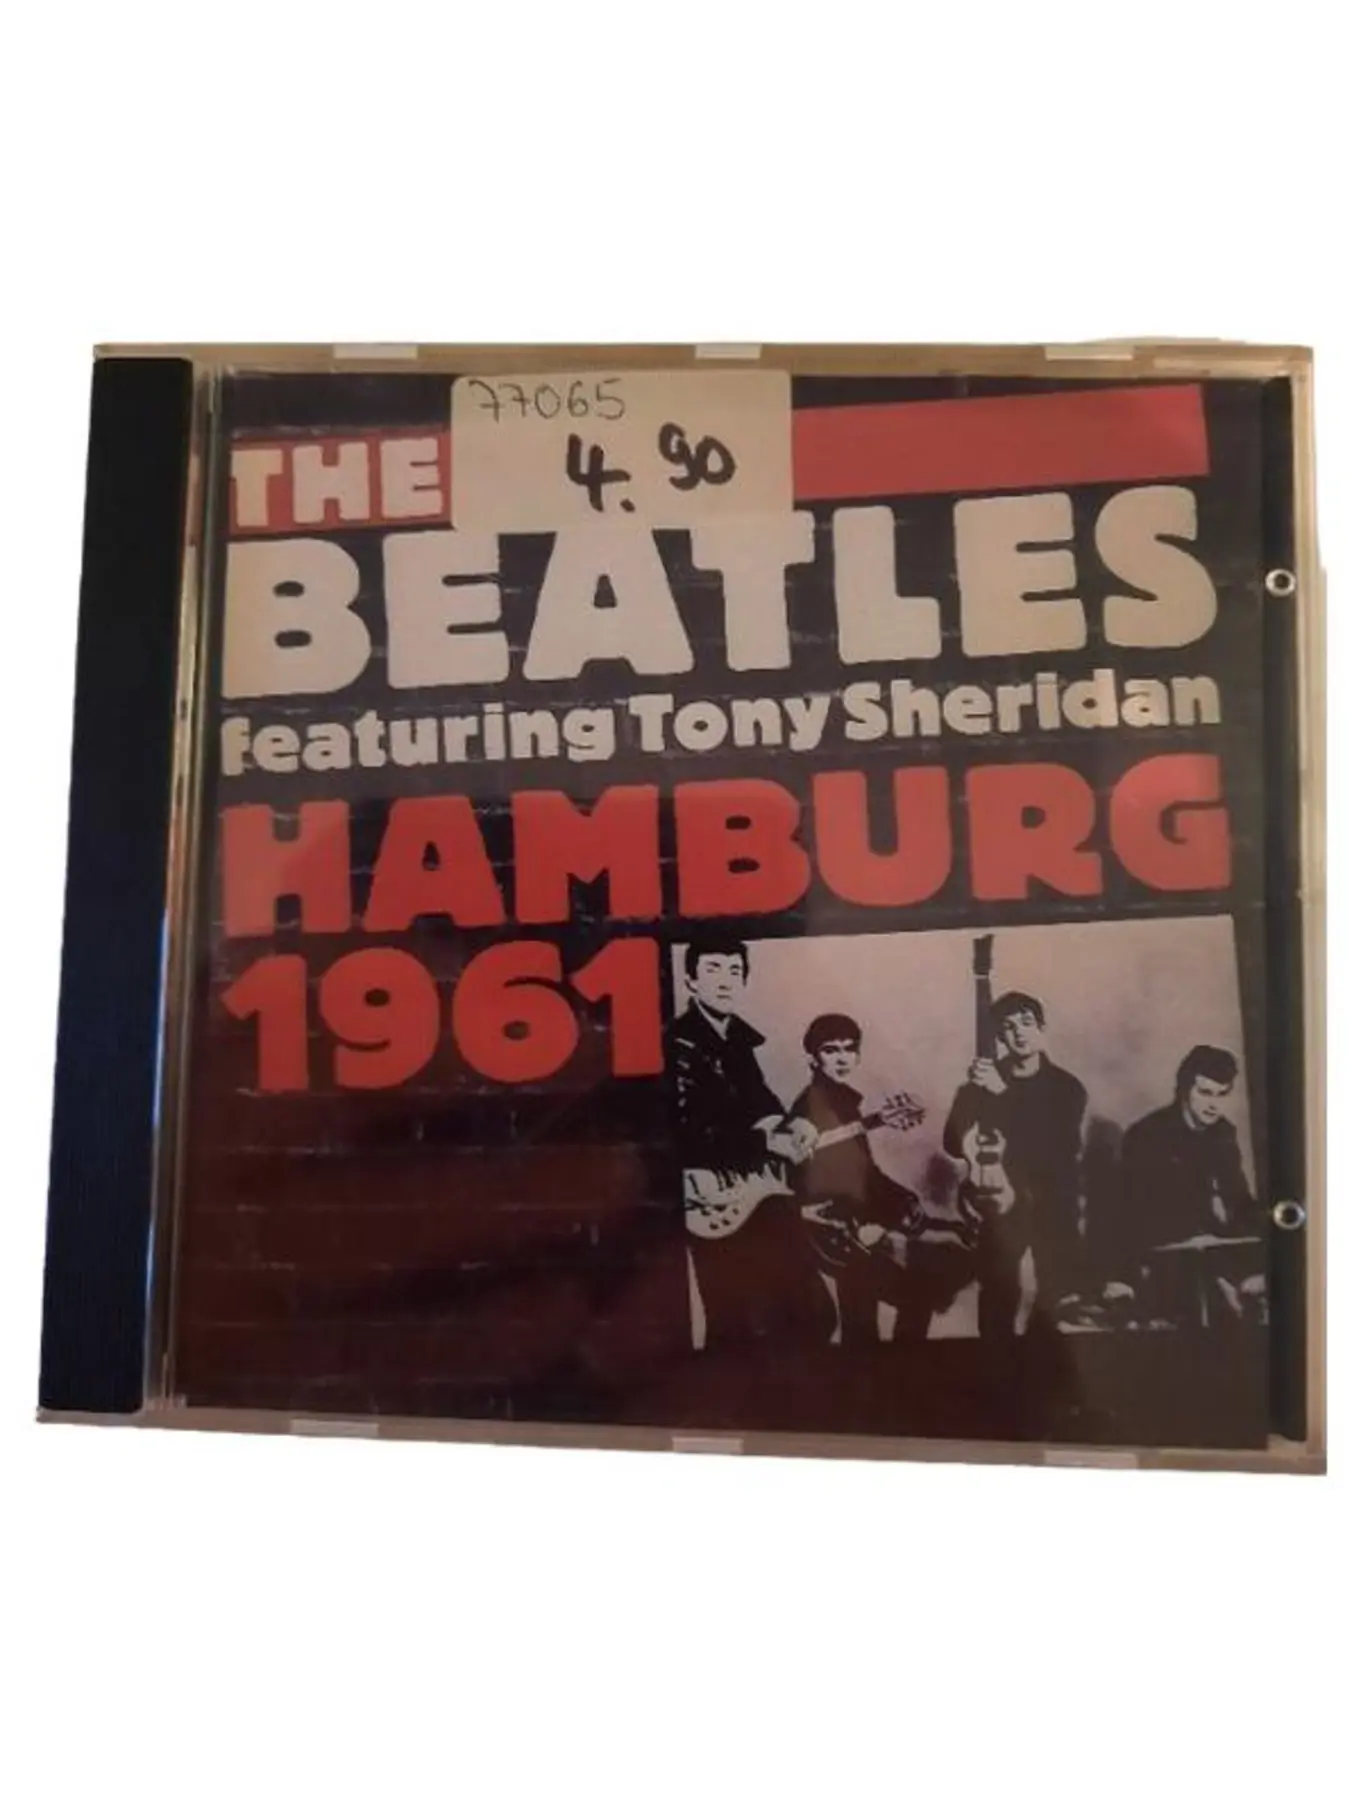 77065
4.90
THE
BEATLES
featuring Tony Sheridan
HAMBURG
1961